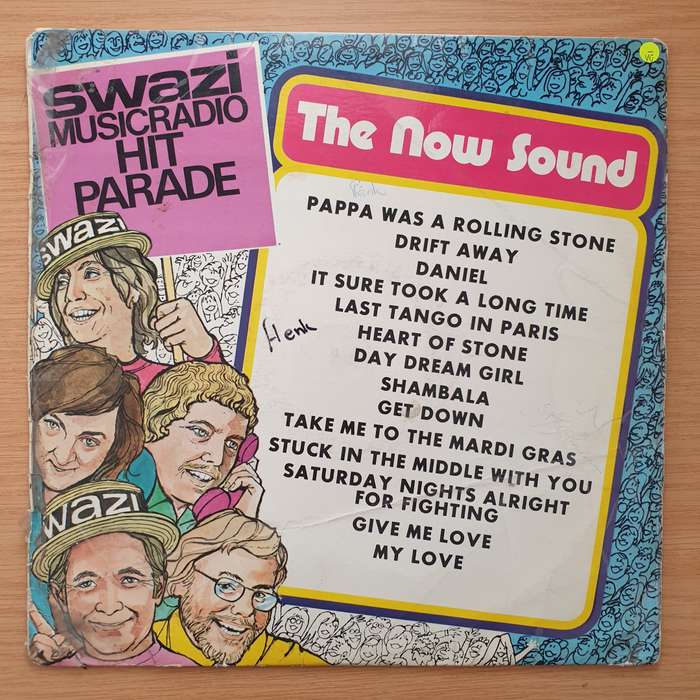 swazi
MUSICRADIO
HIT
PARADE
The Now Sound
PAPPA WAS A ROLLING STONE
DRIFT AWAY
DANIEL
IT SURE TOOK A LONG TIME
LAST TANGO IN PARIS
HEART OF STONE
DAY DREAM GIRL
SHAMBALA
GET DOWN
TAKE ME TO THE MARDI GRAS
STUCK IN THE MIDDLE WITH YOU
SATURDAY NIGHTS ALRIGHT
FOR FIGHTING
GIVE ME LOVE
MY LOVE
Henk
swazi
swazi
VG